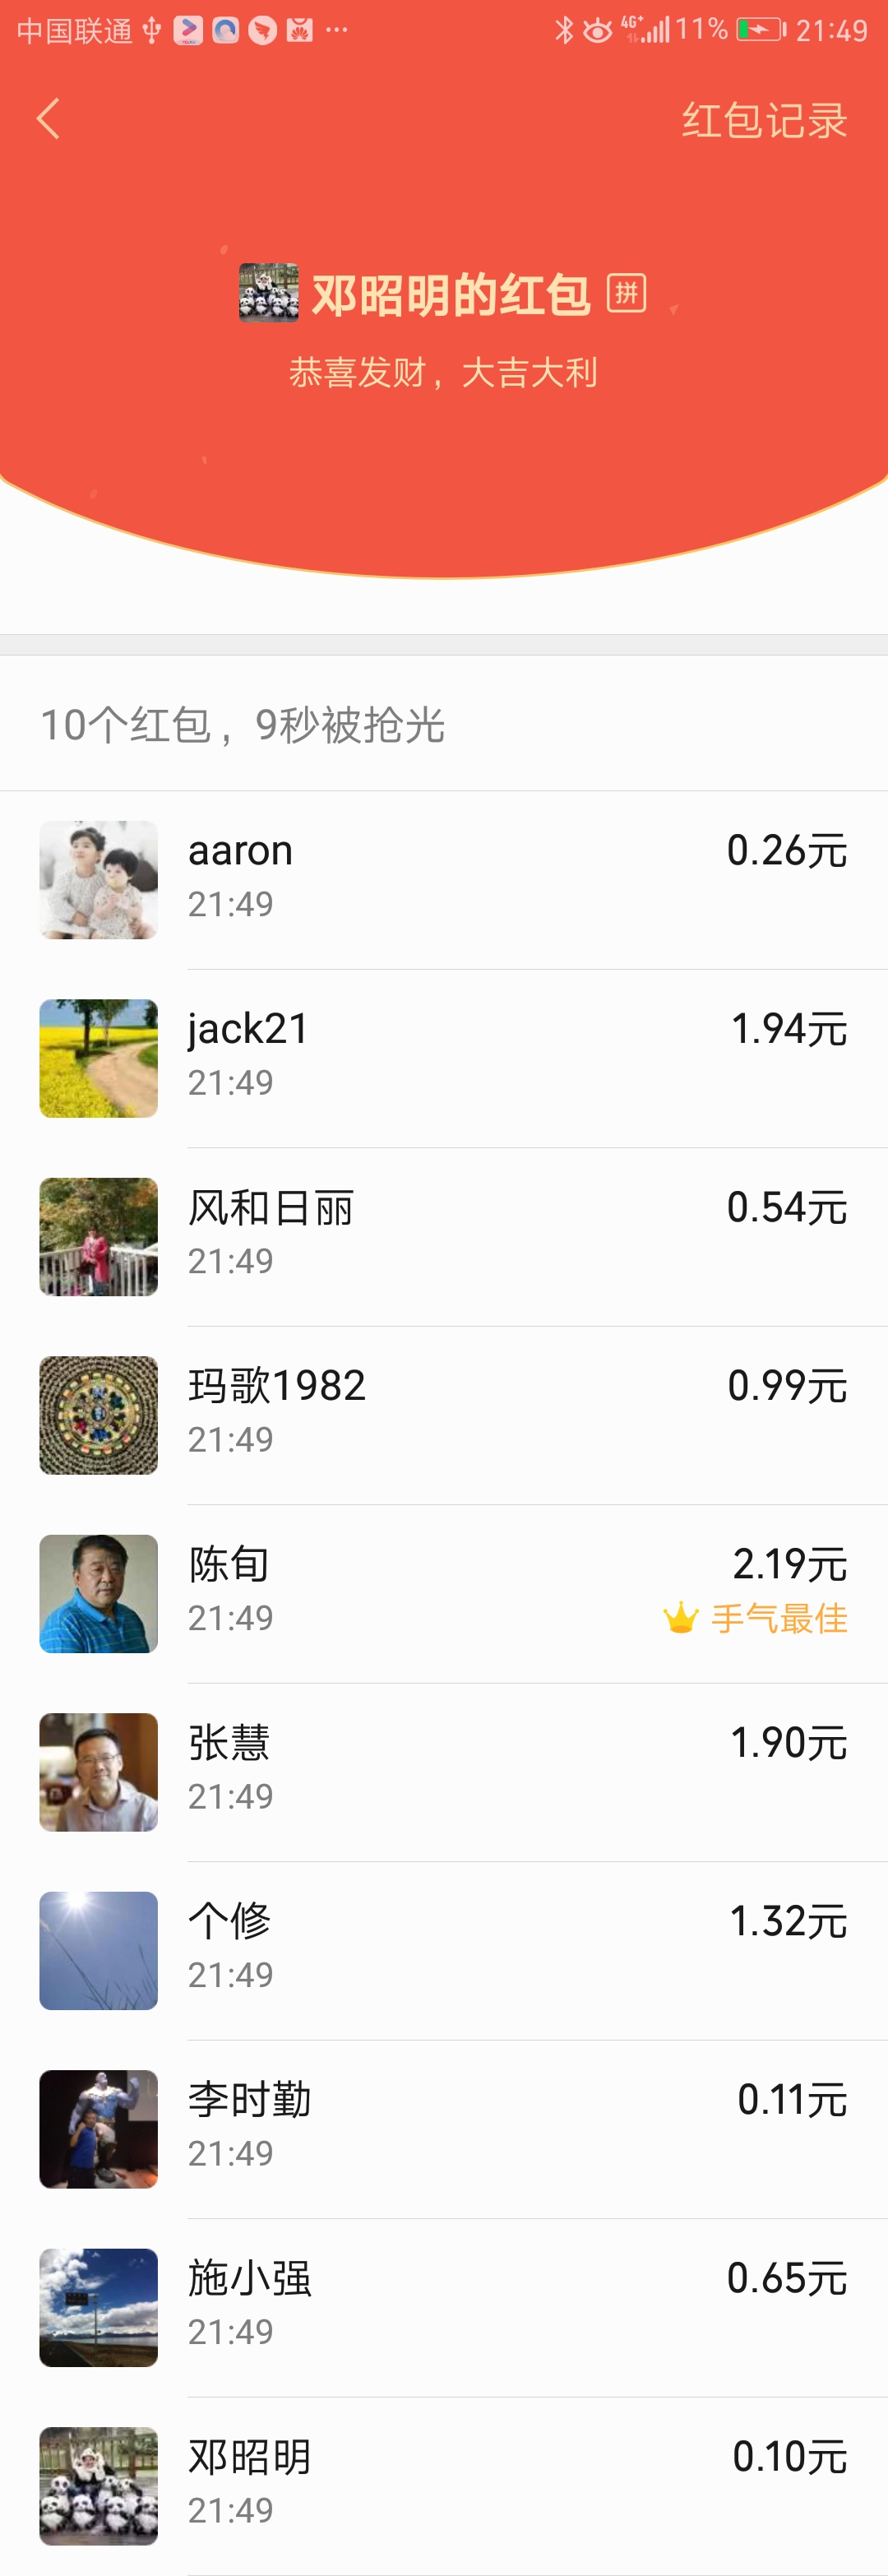 中国联通 4G+ 11% 21:49
红包记录
邓昭明的红包 拼
恭喜发财，大吉大利
10个红包，9秒被抢光
aaron 0.26元
21:49
jack21 1.94元
21:49
风和日丽 0.54元
21:49
玛歌1982 0.99元
21:49
陈旬 2.19元
21:49 手气最佳
张慧 1.90元
21:49
个修 1.32元
21:49
李时勤 0.11元
21:49
施小强 0.65元
21:49
邓昭明 0.10元
21:49